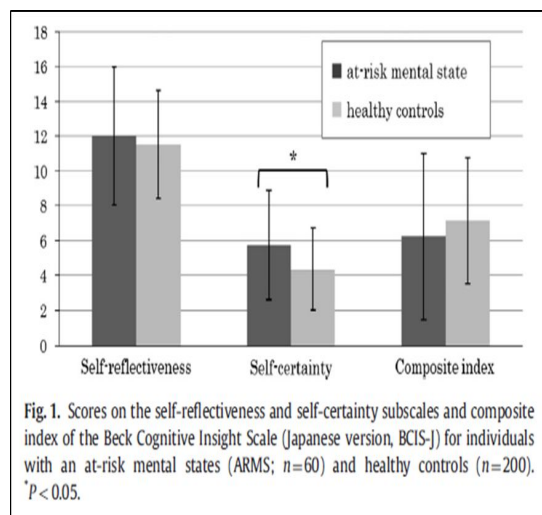 18
16
14
12
10
8
6
4
2
0
at-risk mental state
healthy controls
*
Self-reflectiveness Self-certainty Composite index
Fig. 1. Scores on the self-reflectiveness and self-certainty subscales and composite
index of the Beck Cognitive Insight Scale (Japanese version, BCIS-J) for individuals
with an at-risk mental states (ARMS; n=60) and healthy controls (n=200).
*P < 0.05.